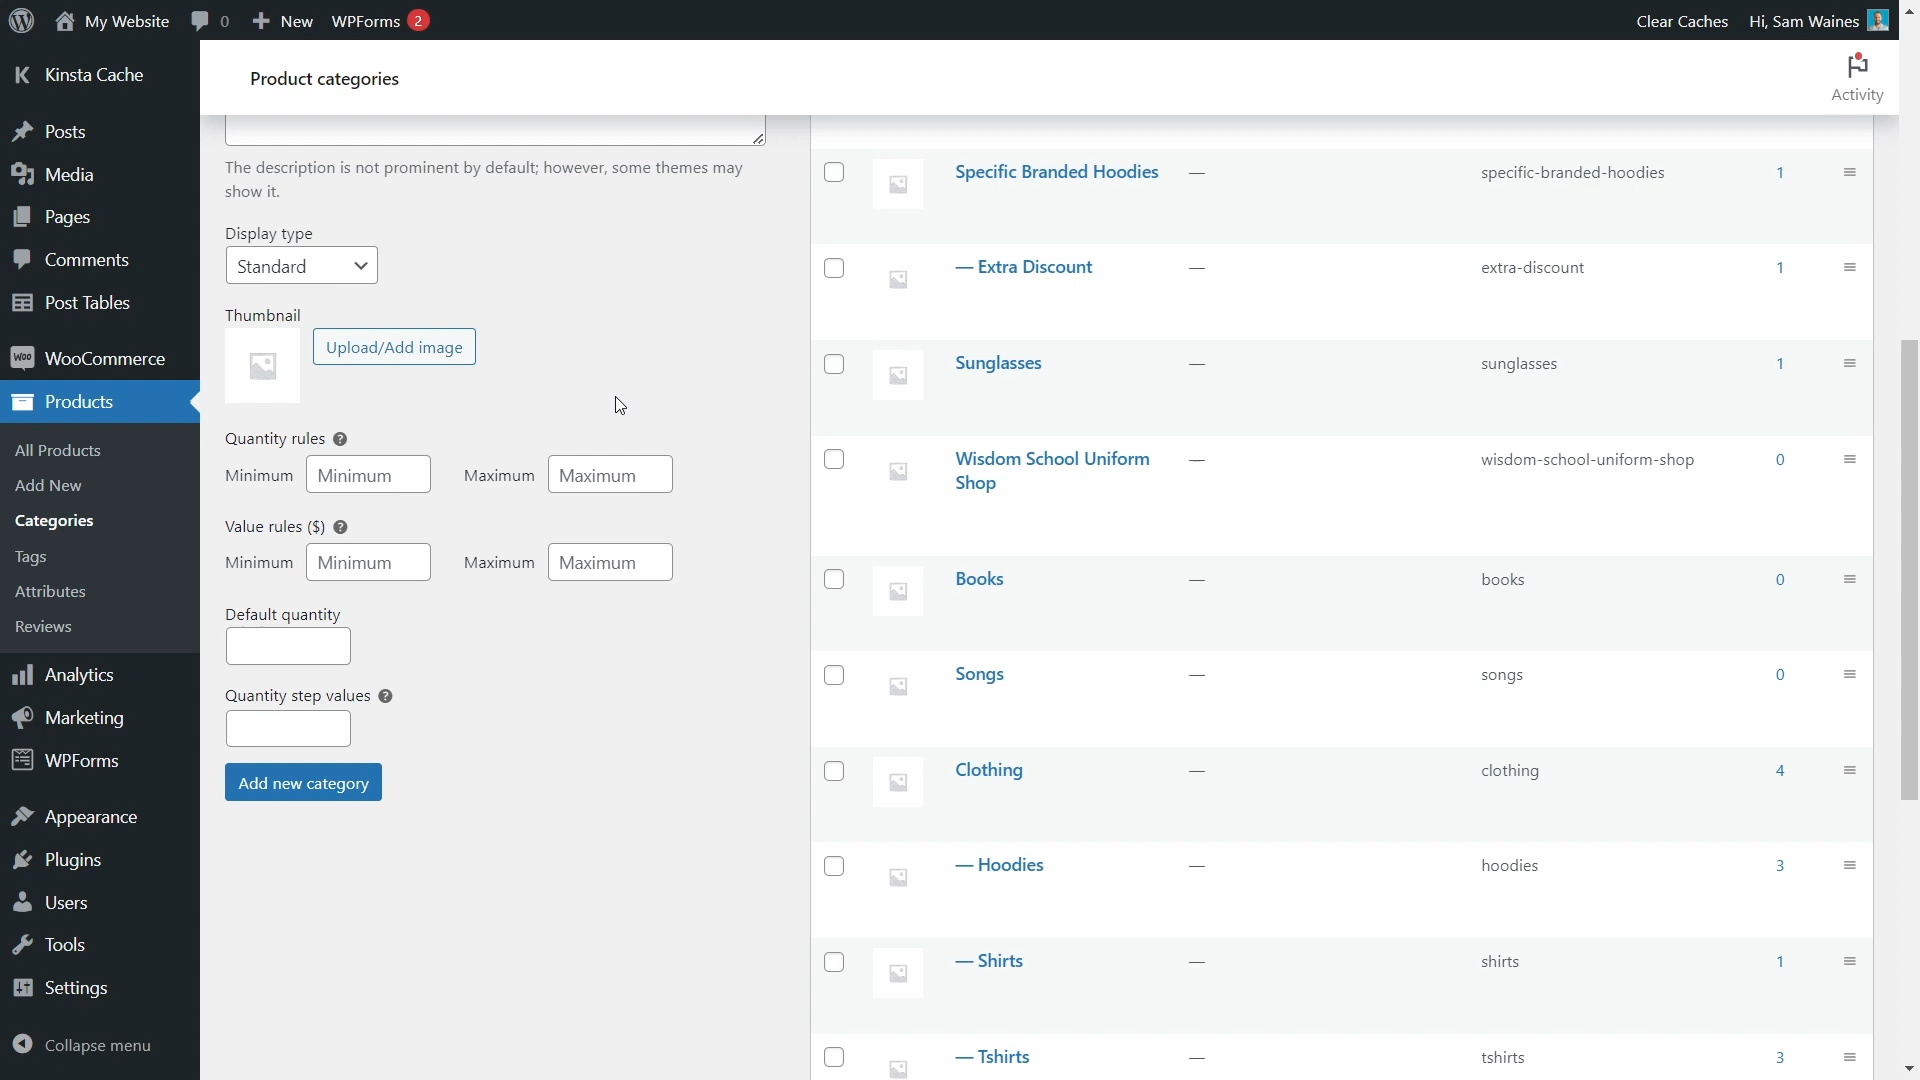 My Website
0
New
WPForms 2
Clear Caches
Hi, Sam Waines
Kinsta Cache
Posts
Media
Pages
Comments
Post Tables
WooCommerce
Products
All Products
Add New
Categories
Tags
Attributes
Reviews
Analytics
Marketing
WPForms
Appearance
Plugins
Users
Tools
Settings
Collapse menu
Product categories
Activity
The description is not prominent by default; however, some themes may
show it.
Display type
Standard
Thumbnail
Upload/Add image
Quantity rules ?
Minimum Minimum Maximum Maximum
Value rules ($) ?
Minimum Minimum Maximum Maximum
Default quantity
Quantity step values ?
Add new category
Specific Branded Hoodies — specific-branded-hoodies 1
— Extra Discount — extra-discount 1
Sunglasses — sunglasses 1
Wisdom School Uniform — wisdom-school-uniform-shop 0
Shop
Books — books 0
Songs — songs 0
Clothing — clothing 4
— Hoodies — hoodies 3
— Shirts — shirts 1
— Tshirts — tshirts 3